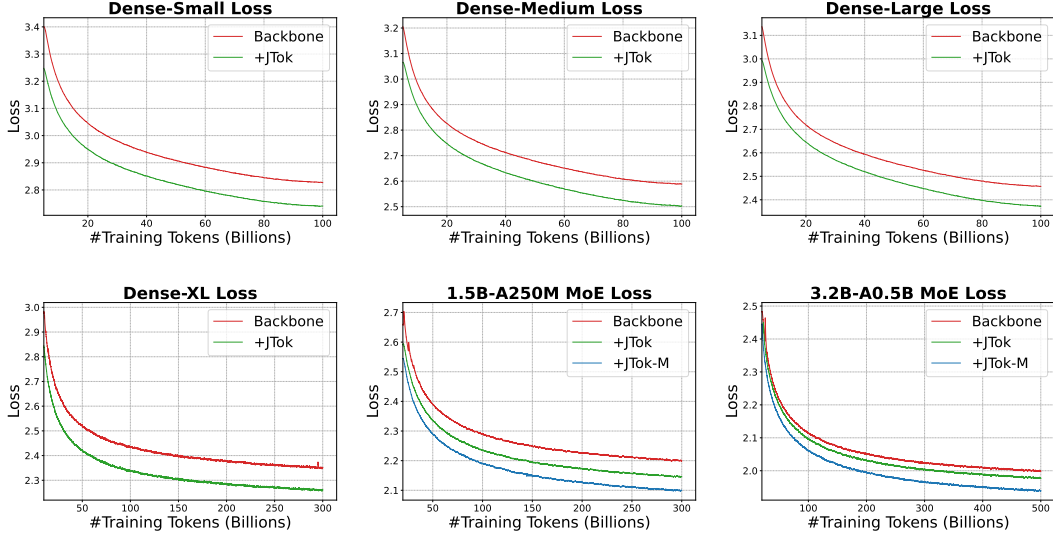 Dense-Small Loss
3.4
3.3
3.2
3.1
3.0
2.9
2.8
Loss
Backbone
+JTok
20 40 60 80 100
#Training Tokens (Billions)
Dense-Medium Loss
3.2
3.1
3.0
2.9
2.8
2.7
2.6
2.5
Loss
Backbone
+JTok
20 40 60 80 100
#Training Tokens (Billions)
Dense-Large Loss
3.1
3.0
2.9
2.8
2.7
2.6
2.5
2.4
Loss
Backbone
+JTok
20 40 60 80 100
#Training Tokens (Billions)
Dense-XL Loss
3.0
2.9
2.8
2.7
2.6
2.5
2.4
2.3
Loss
Backbone
+JTok
50 100 150 200 250 300
#Training Tokens (Billions)
1.5B-A250M MoE Loss
2.7
2.6
2.5
2.4
2.3
2.2
2.1
Loss
Backbone
+JTok
+JTok-M
50 100 150 200 250 300
#Training Tokens (Billions)
3.2B-A0.5B MoE Loss
2.5
2.4
2.3
2.2
2.1
2.0
Loss
Backbone
+JTok
+JTok-M
100 200 300 400 500
#Training Tokens (Billions)